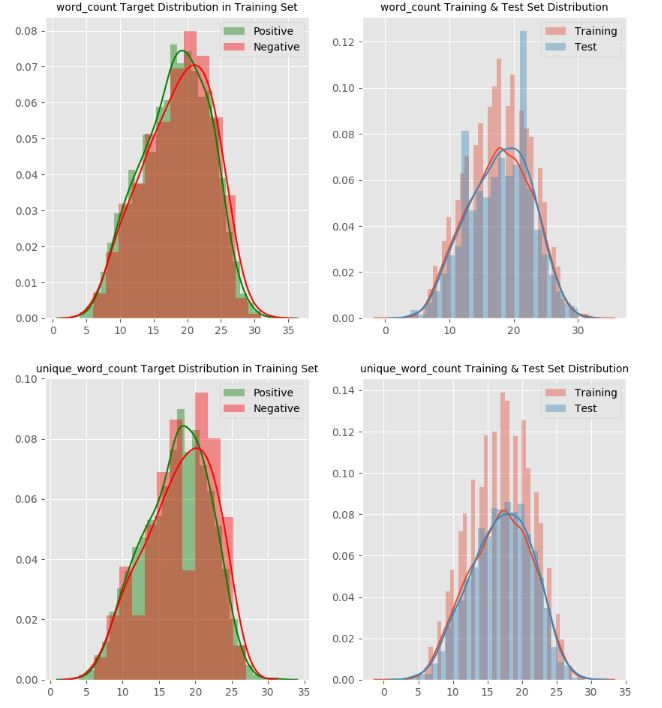 word_count Target Distribution in Training Set
Positive
Negative
0.08
0.07
0.06
0.05
0.04
0.03
0.02
0.01
0.00
0 5 10 15 20 25 30 35
word_count Training & Test Set Distribution
Training
Test
0.12
0.10
0.08
0.06
0.04
0.02
0.00
0 10 20 30
unique_word_count Target Distribution in Training Set
Positive
Negative
0.10
0.08
0.06
0.04
0.02
0.00
0 5 10 15 20 25 30 35
unique_word_count Training & Test Set Distribution
Training
Test
0.14
0.12
0.10
0.08
0.06
0.04
0.02
0.00
0 5 10 15 20 25 30 35